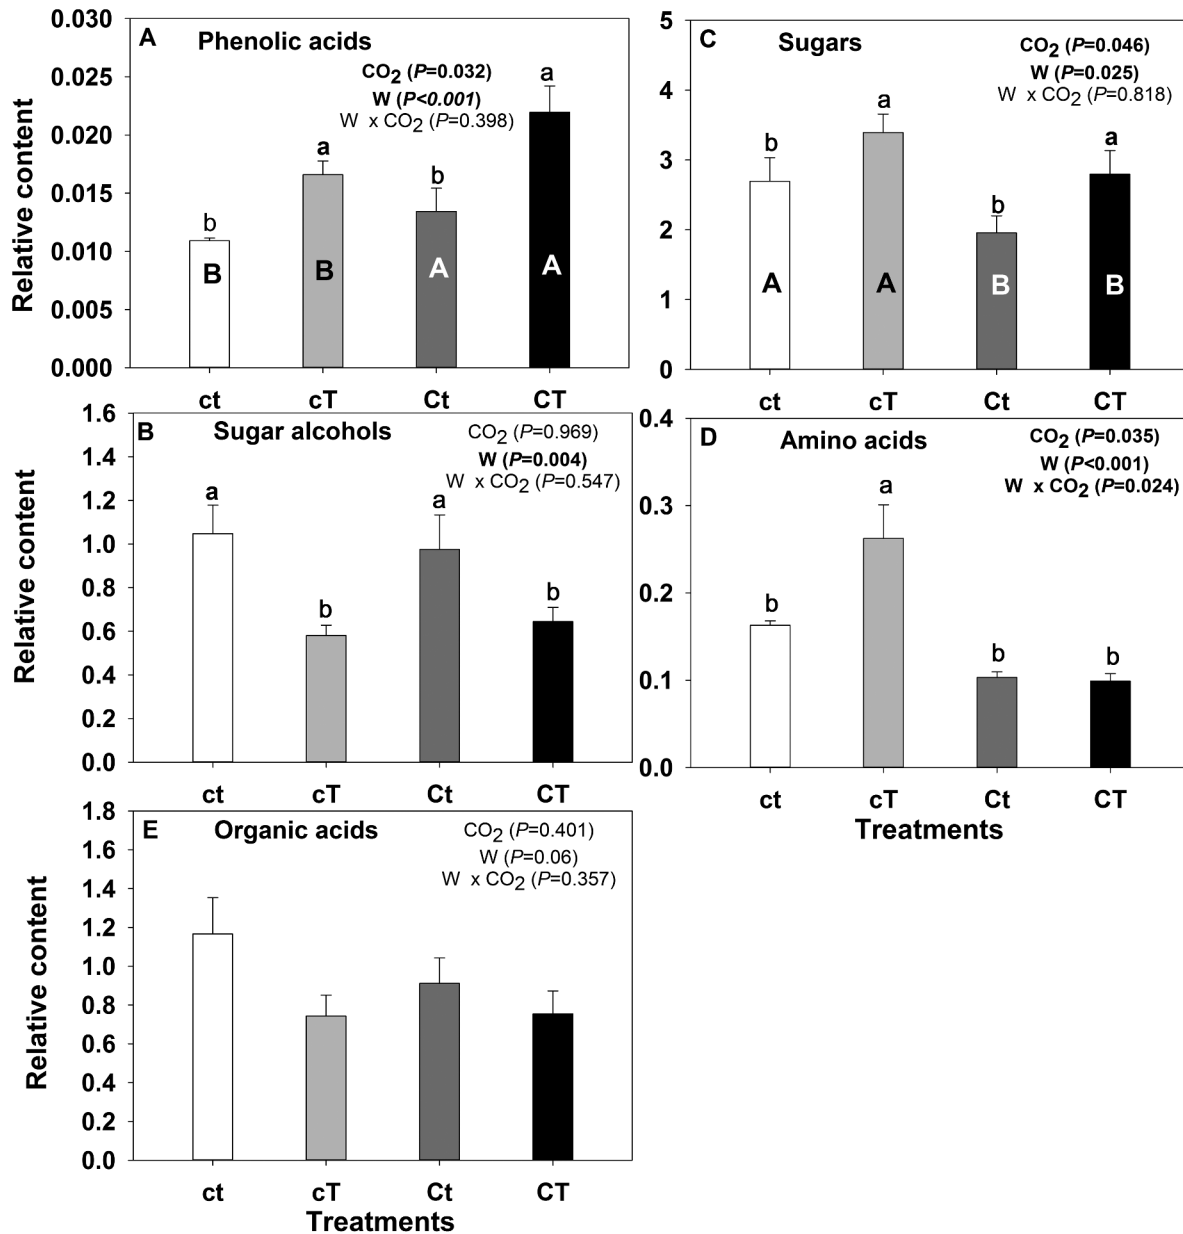 A Phenolic acids
CO2 (P=0.032)
W (P<0.001)
W x CO2 (P=0.398)
Relative content
0.030
0.025
0.020
0.015
0.010
0.005
0.000
b
a
b
a
B
B
A
A
ct cT Ct CT
C Sugars
CO2 (P=0.046)
W (P=0.025)
W x CO2 (P=0.818)
5
4
3
2
1
0
b
a
b
a
A
A
B
B
ct cT Ct CT
B Sugar alcohols
CO2 (P=0.969)
W (P=0.004)
W x CO2 (P=0.547)
Relative content
1.6
1.4
1.2
1.0
0.8
0.6
0.4
0.2
0.0
a
b
a
b
ct cT Ct CT
D Amino acids
CO2 (P=0.035)
W (P<0.001)
W x CO2 (P=0.024)
0.4
0.3
0.2
0.1
0.0
b
a
b
b
ct cT Ct CT
Treatments
E Organic acids
CO2 (P=0.401)
W (P=0.06)
W x CO2 (P=0.357)
Relative content
1.8
1.6
1.4
1.2
1.0
0.8
0.6
0.4
0.2
0.0
ct cT Ct CT
Treatments